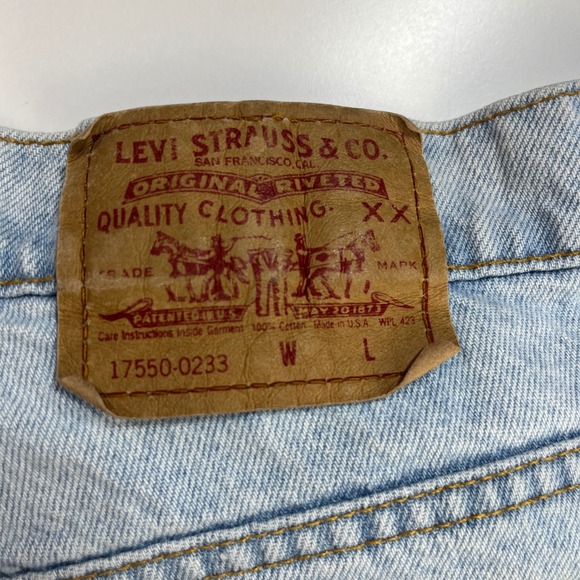 LEVI STRAUSS & CO.
SAN FRANCISCO, CAL.
ORIGINAL RIVETED
QUALITY CLOTHING. XX
TRADE MARK
PATENTED IN U.S. MAY 20 1873
Care Instructions Inside Garment 100% Cotton Made in U.S.A. WPL 423
17550-0233 W L